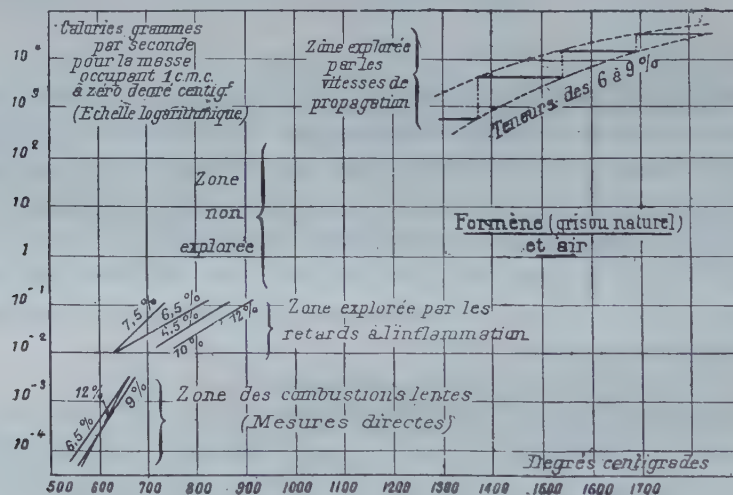 Calories grammes
par seconde
pour la masse
occupant 1 c.m.c.
à zéro degré centigr
(Echelle logarithmique)
Zône explorée
par les
vitesses de
propagation
Teneurs des 6 à 9 %
Zone
non
explorée
Formène (grisou naturel)
et air
7,5 %
6,5 %
4,5 %
10 %
12 %
Zone explorée par les
retards à l'inflammation
12 %
9 %
6,5 %
Zone des combustions lentes
(Mesures directes)
Degrés centigrades
10⁴
10³
10²
10
1
10⁻¹
10⁻²
10⁻³
10⁻⁴
500 600 700 800 900 1000 1100 1200 1300 1400 1500 1600 1700